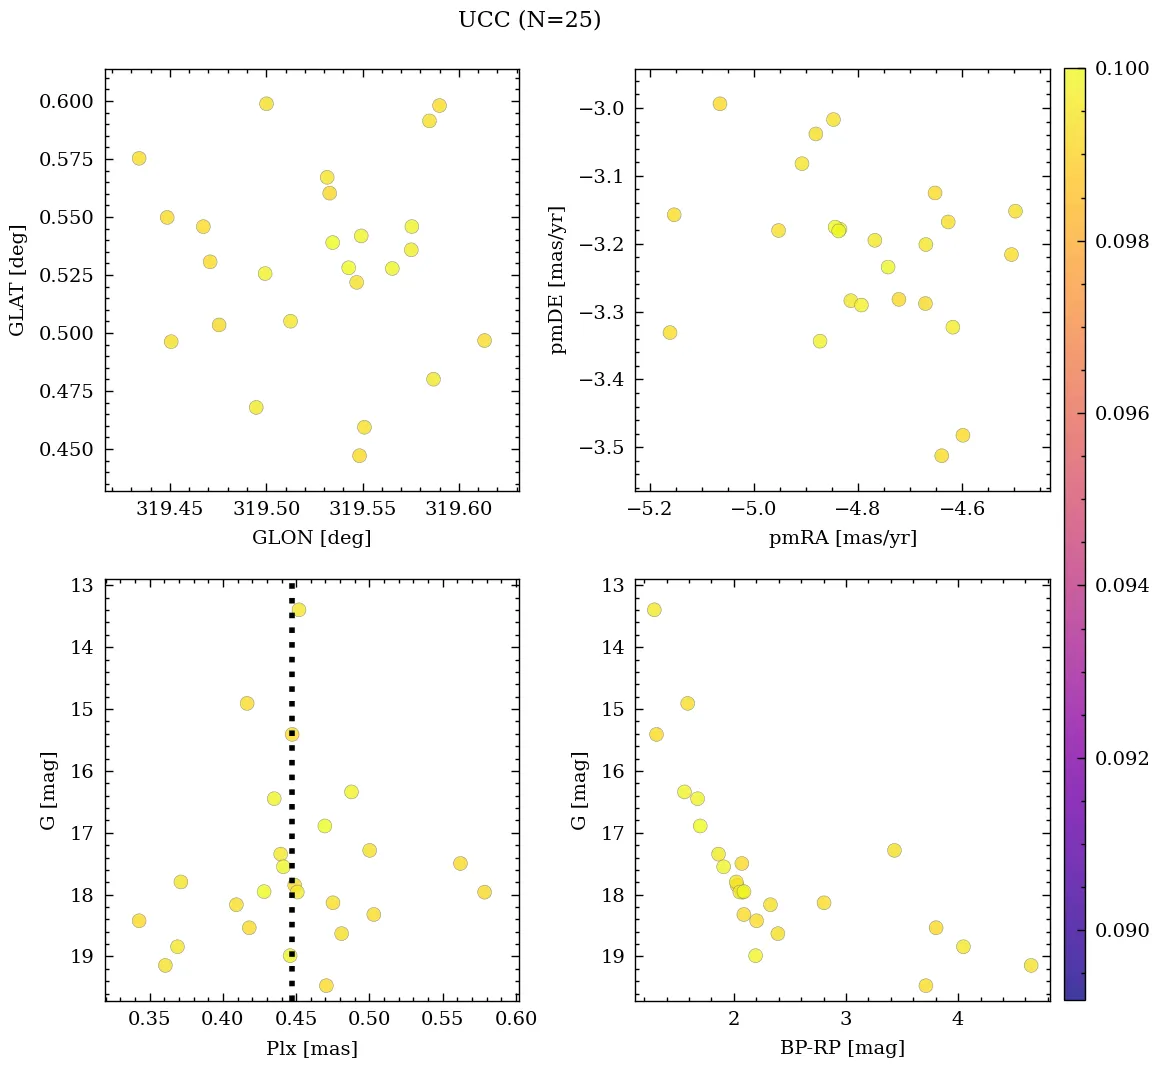 UCC (N=25)
0.600
0.575
0.550
0.525
0.500
0.475
0.450
GLAT [deg]
319.45 319.50 319.55 319.60
GLON [deg]
−3.0
−3.1
−3.2
−3.3
−3.4
−3.5
pmDE [mas/yr]
−5.2 −5.0 −4.8 −4.6
pmRA [mas/yr]
13
14
15
16
17
18
19
G [mag]
0.35 0.40 0.45 0.50 0.55 0.60
Plx [mas]
13
14
15
16
17
18
19
G [mag]
2 3 4
BP-RP [mag]
0.100
0.098
0.096
0.094
0.092
0.090